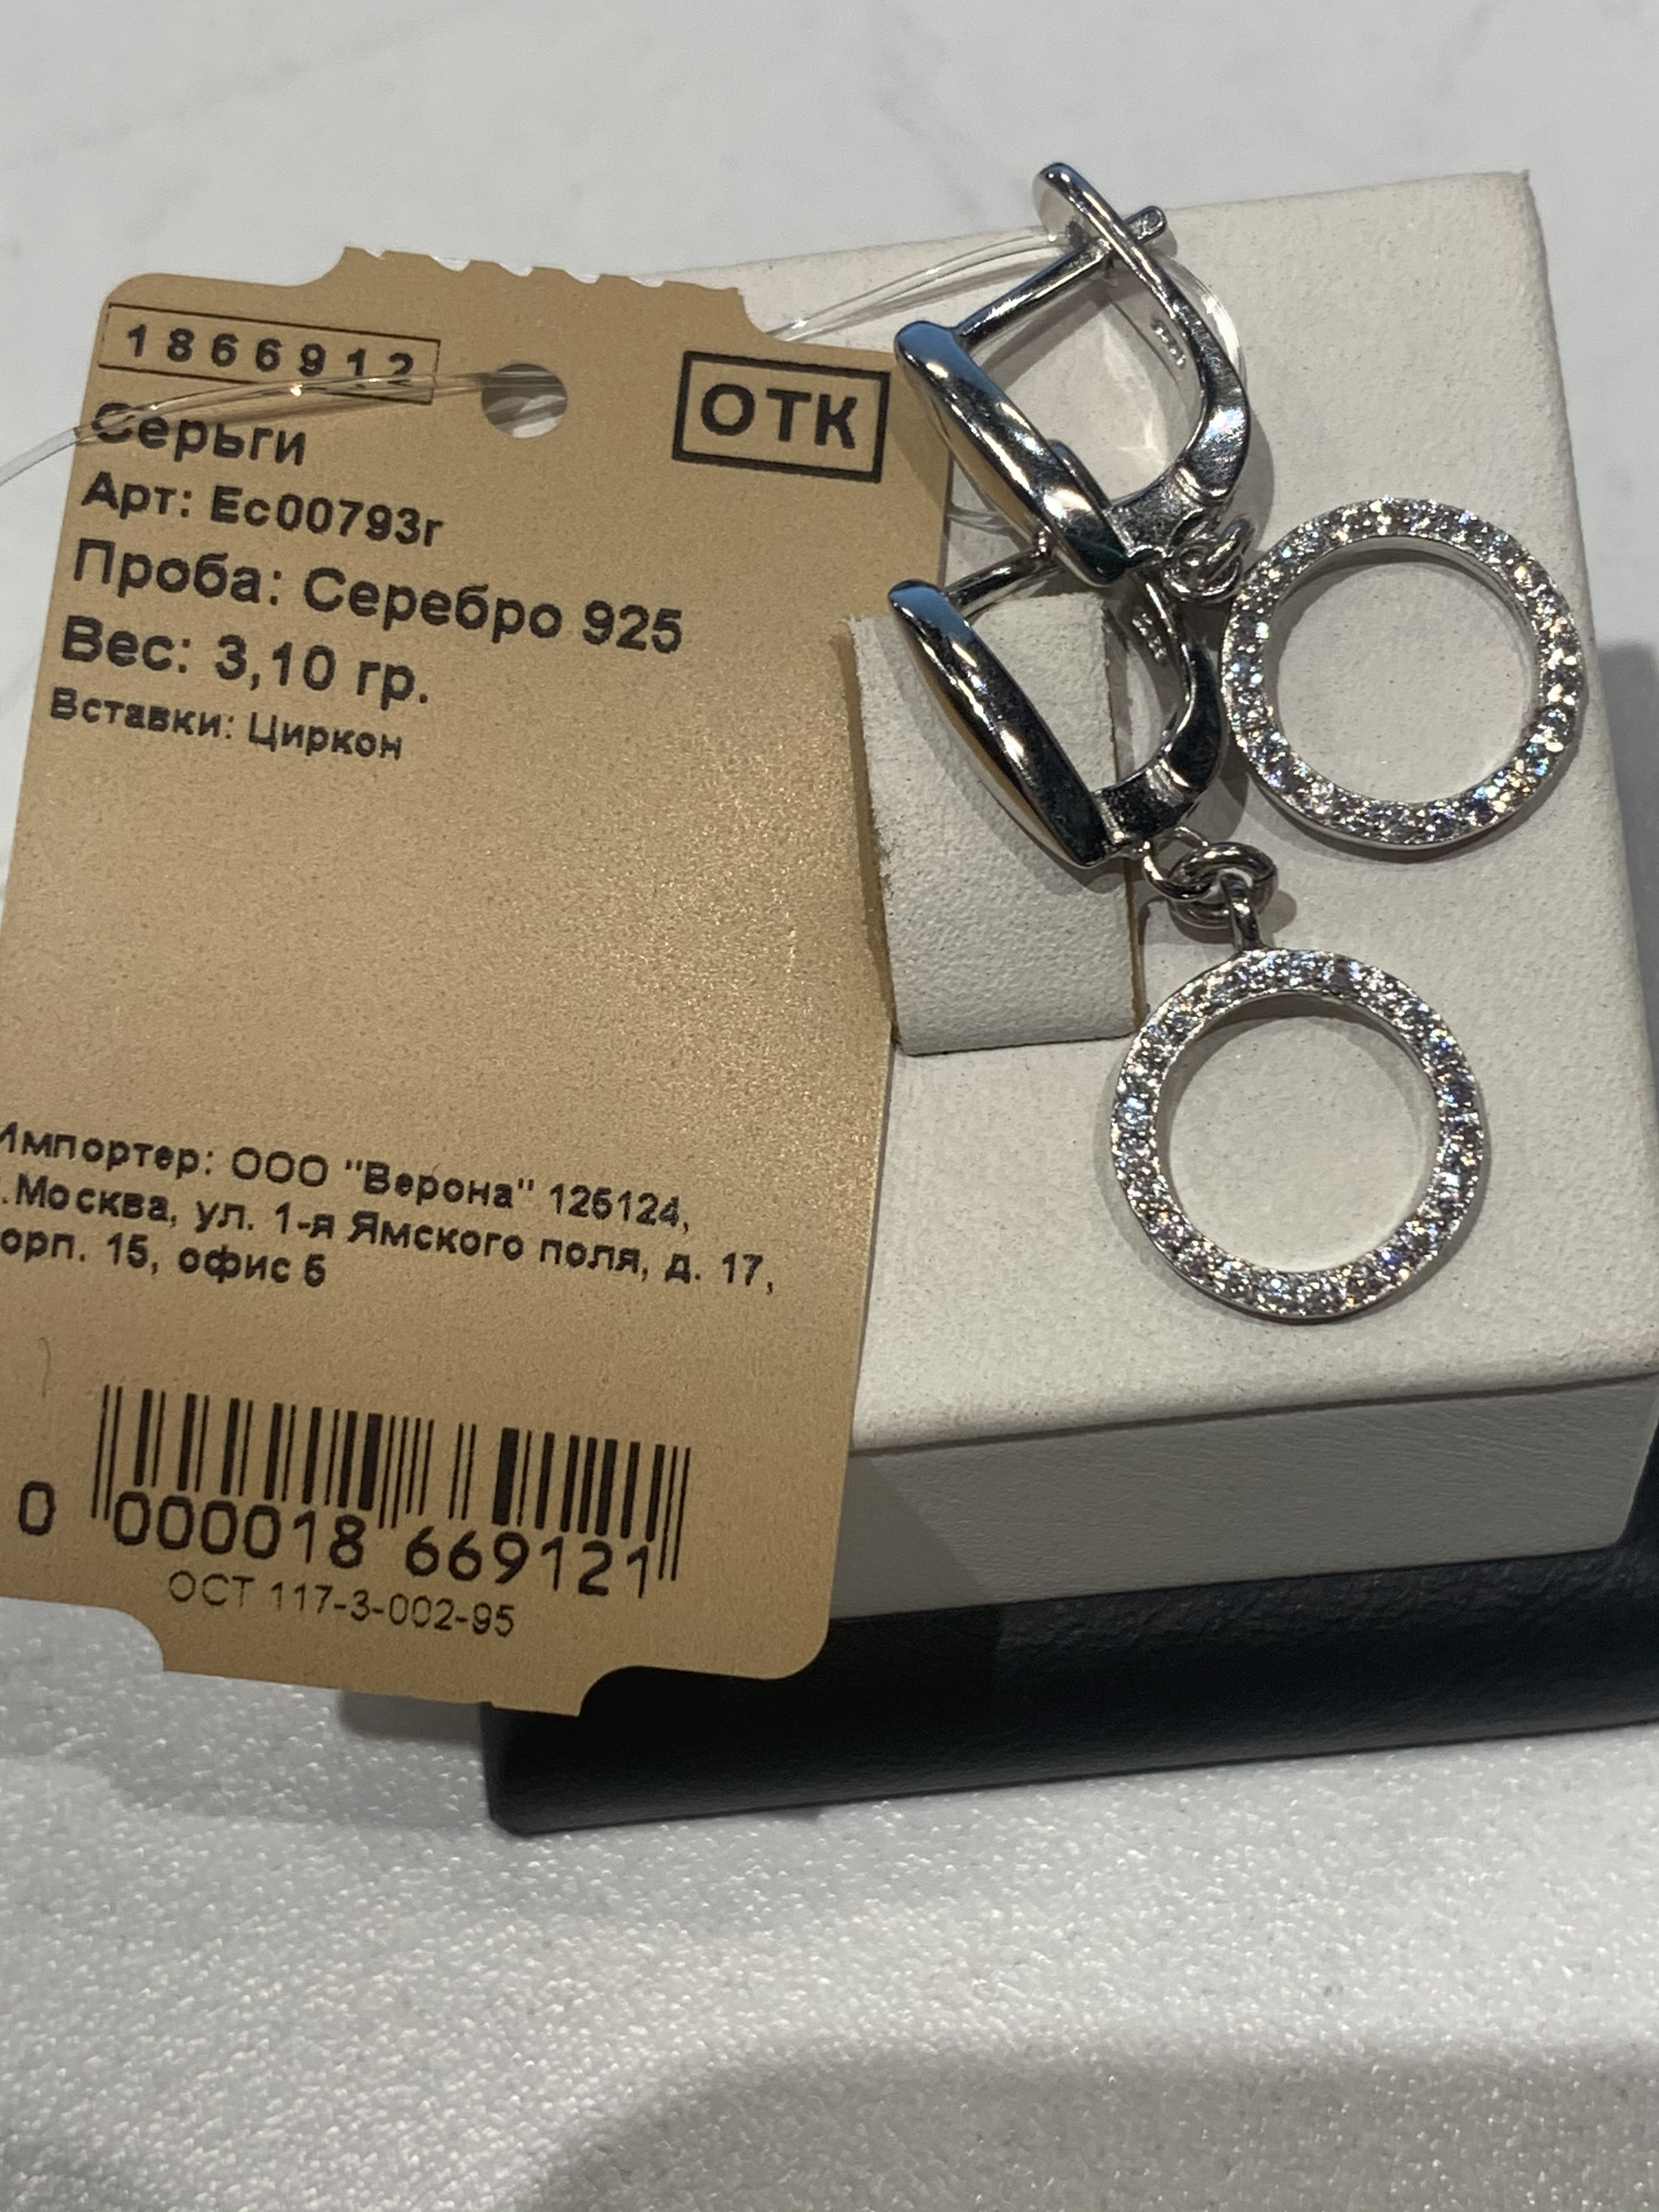 1866912
ОТК
Серьги
Арт: Ес00793г
Проба: Серебро 925
Вес: 3,10 гр.
Вставки: Циркон
Импортер: ООО "Верона" 125124,
.Москва, ул. 1-я Ямского поля, д. 17,
орп. 15, офис 5
0 000018 669121
ОСТ 117-3-002-95